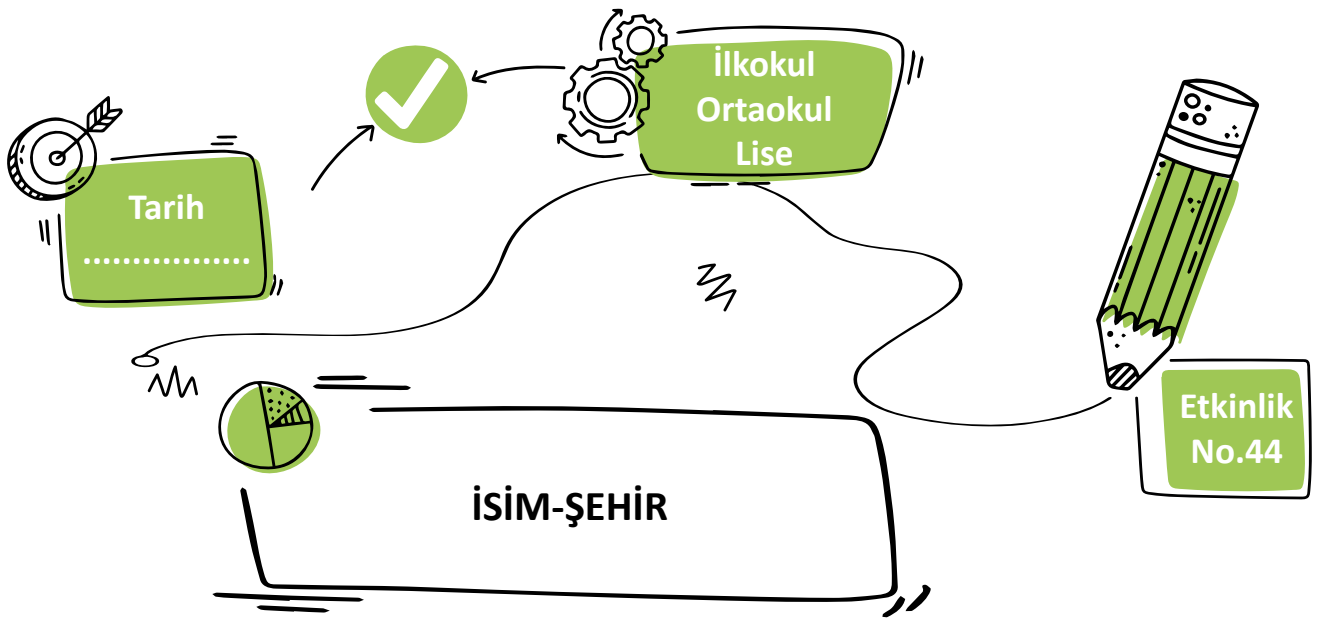 İlkokul
Ortaokul
Lise
Tarih
.................
Etkinlik
No.44
İSİM-ŞEHİR